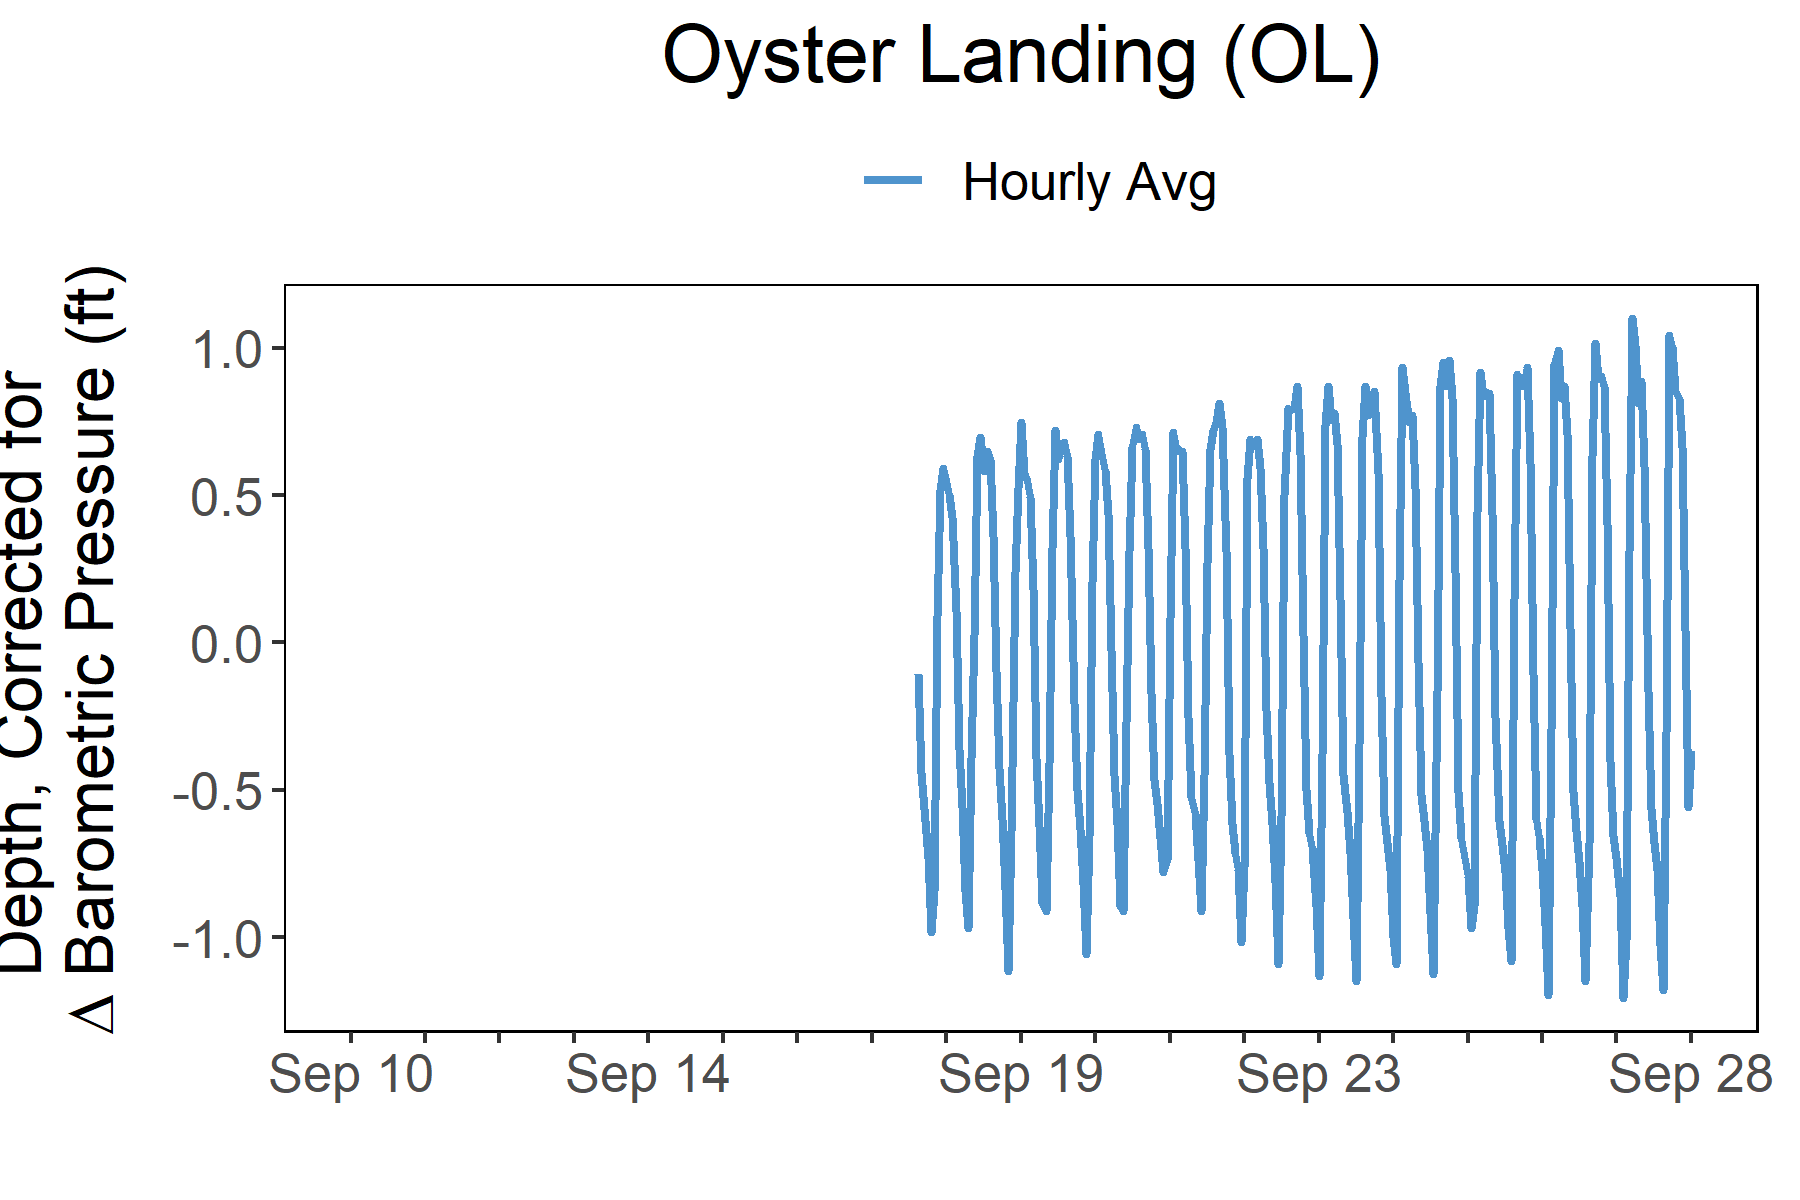 Oyster Landing (OL)
Hourly Avg
Depth, Corrected for
Δ Barometric Pressure (ft)
1.0
0.5
0.0
-0.5
-1.0
Sep 10 Sep 14 Sep 19 Sep 23 Sep 28